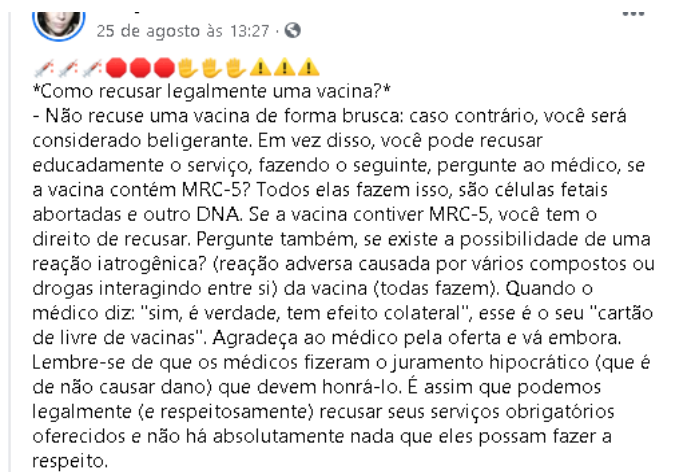 25 de agosto às 13:27 ·
*Como recusar legalmente uma vacina?*
- Não recuse uma vacina de forma brusca: caso contrário, você será
considerado beligerante. Em vez disso, você pode recusar
educadamente o serviço, fazendo o seguinte, pergunte ao médico, se
a vacina contém MRC-5? Todos elas fazem isso, são células fetais
abortadas e outro DNA. Se a vacina contiver MRC-5, você tem o
direito de recusar. Pergunte também, se existe a possibilidade de uma
reação iatrogênica? (reação adversa causada por vários compostos ou
drogas interagindo entre si) da vacina (todas fazem). Quando o
médico diz: "sim, é verdade, tem efeito colateral", esse é o seu "cartão
de livre de vacinas". Agradeça ao médico pela oferta e vá embora.
Lembre-se de que os médicos fizeram o juramento hipocrático (que é
de não causar dano) que devem honrá-lo. É assim que podemos
legalmente (e respeitosamente) recusar seus serviços obrigatórios
oferecidos e não há absolutamente nada que eles possam fazer a
respeito.